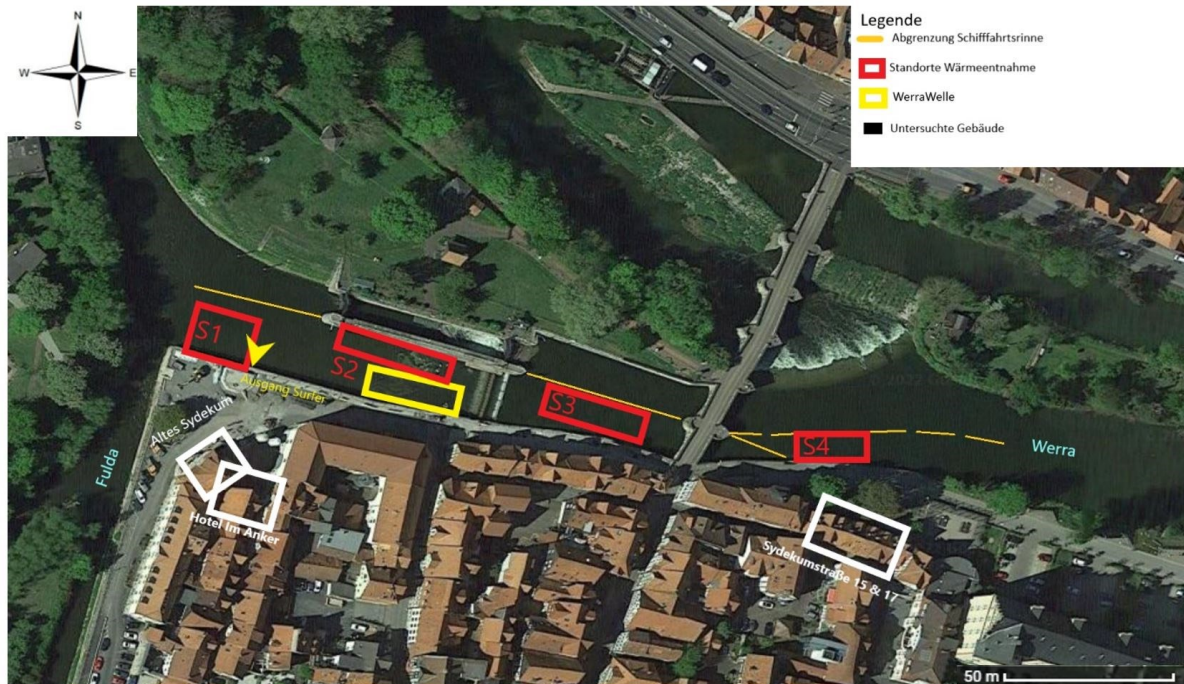 N
W
E
S
Legende
Abgrenzung Schifffahrtsrinne
Standorte Wärmeentnahme
WerraWelle
Untersuchte Gebäude
S1
S2
S3
S4
Ausgang Surfer
Altes Sydekum
Hotel Im Anker
Fulda
Werra
Sydekumstraße 15 & 17
50 m